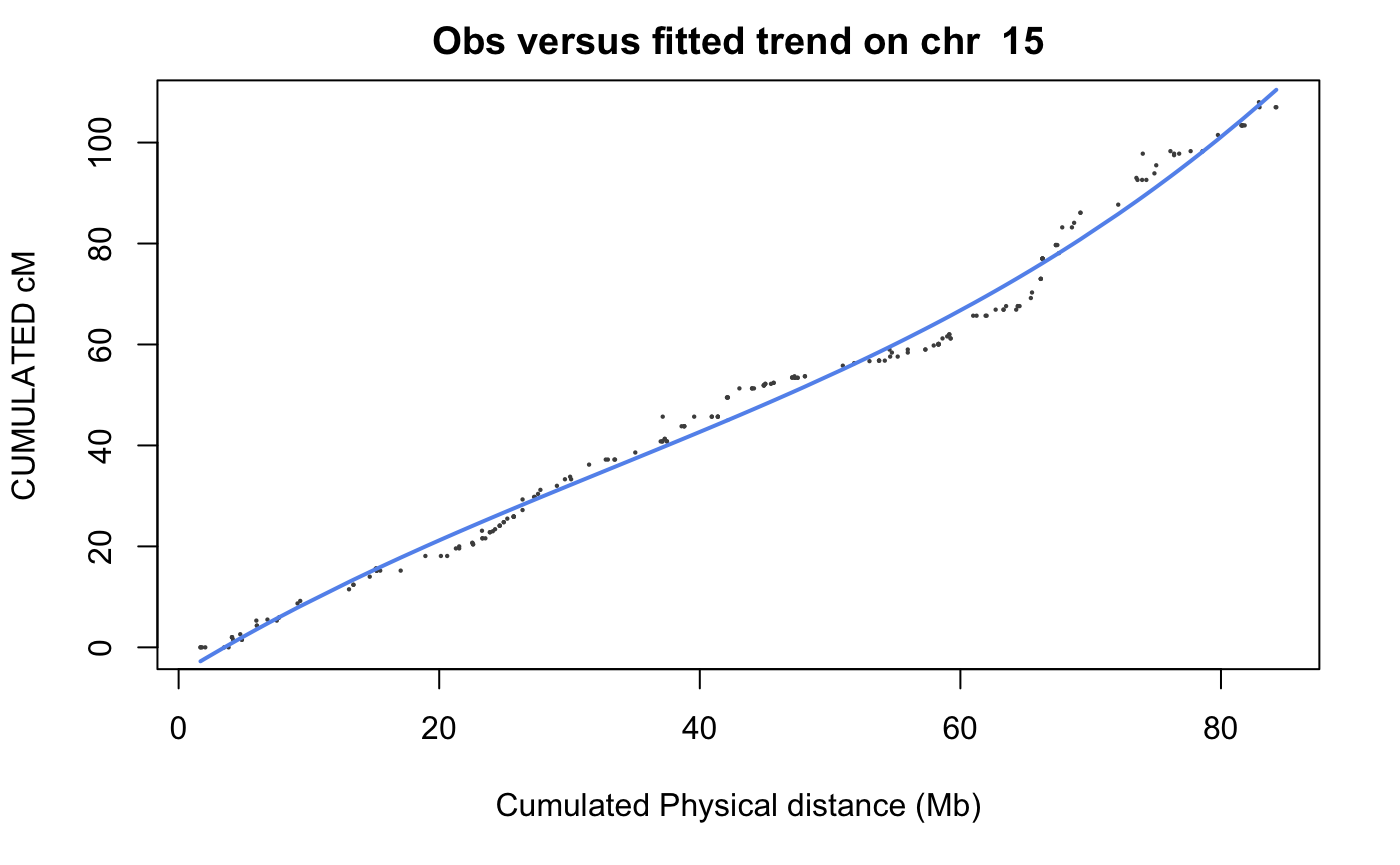 Obs versus fitted trend on chr  15
CUMULATED cM
100
80
60
40
20
0
0 20 40 60 80
Cumulated Physical distance (Mb)